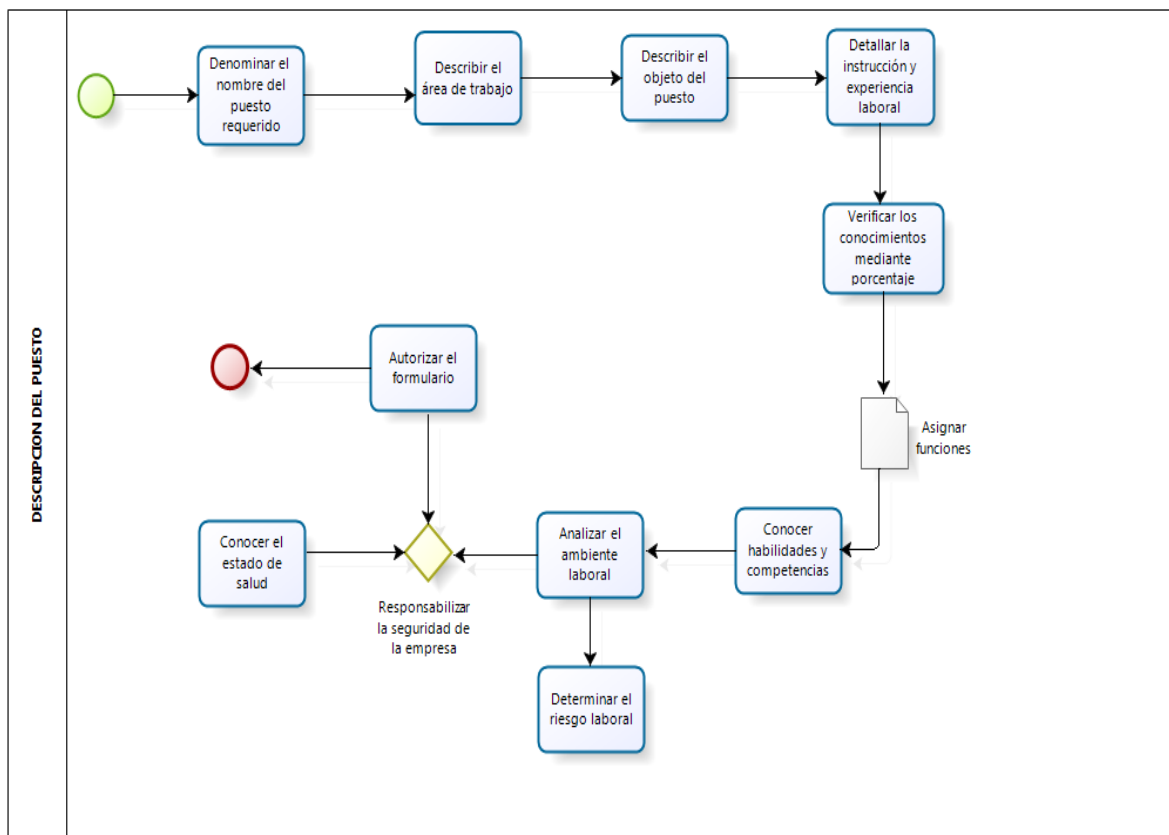 DESCRIPCION DEL PUESTO
Denominar el
nombre del
puesto
requerido
Describir el
área de trabajo
Describir el
objeto del
puesto
Detallar la
instrucción y
experiencia
laboral
Verificar los
conocimientos
mediante
porcentaje
Asignar
funciones
Conocer
habilidades y
competencias
Analizar el
ambiente
laboral
Determinar el
riesgo laboral
Responsabilizar
la seguridad de
la empresa
Conocer el
estado de
salud
Autorizar el
formulario